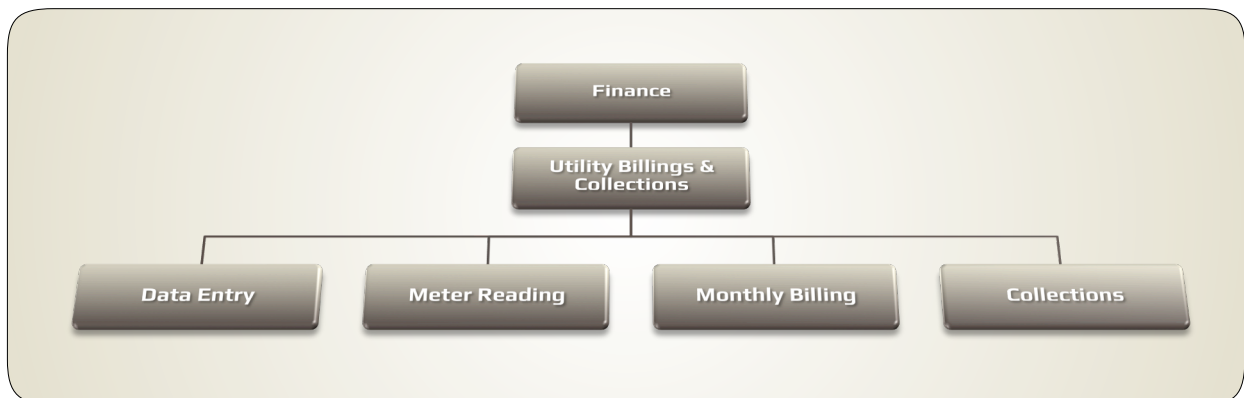 Finance
Utility Billings &
Collections
Data Entry
Meter Reading
Monthly Billing
Collections